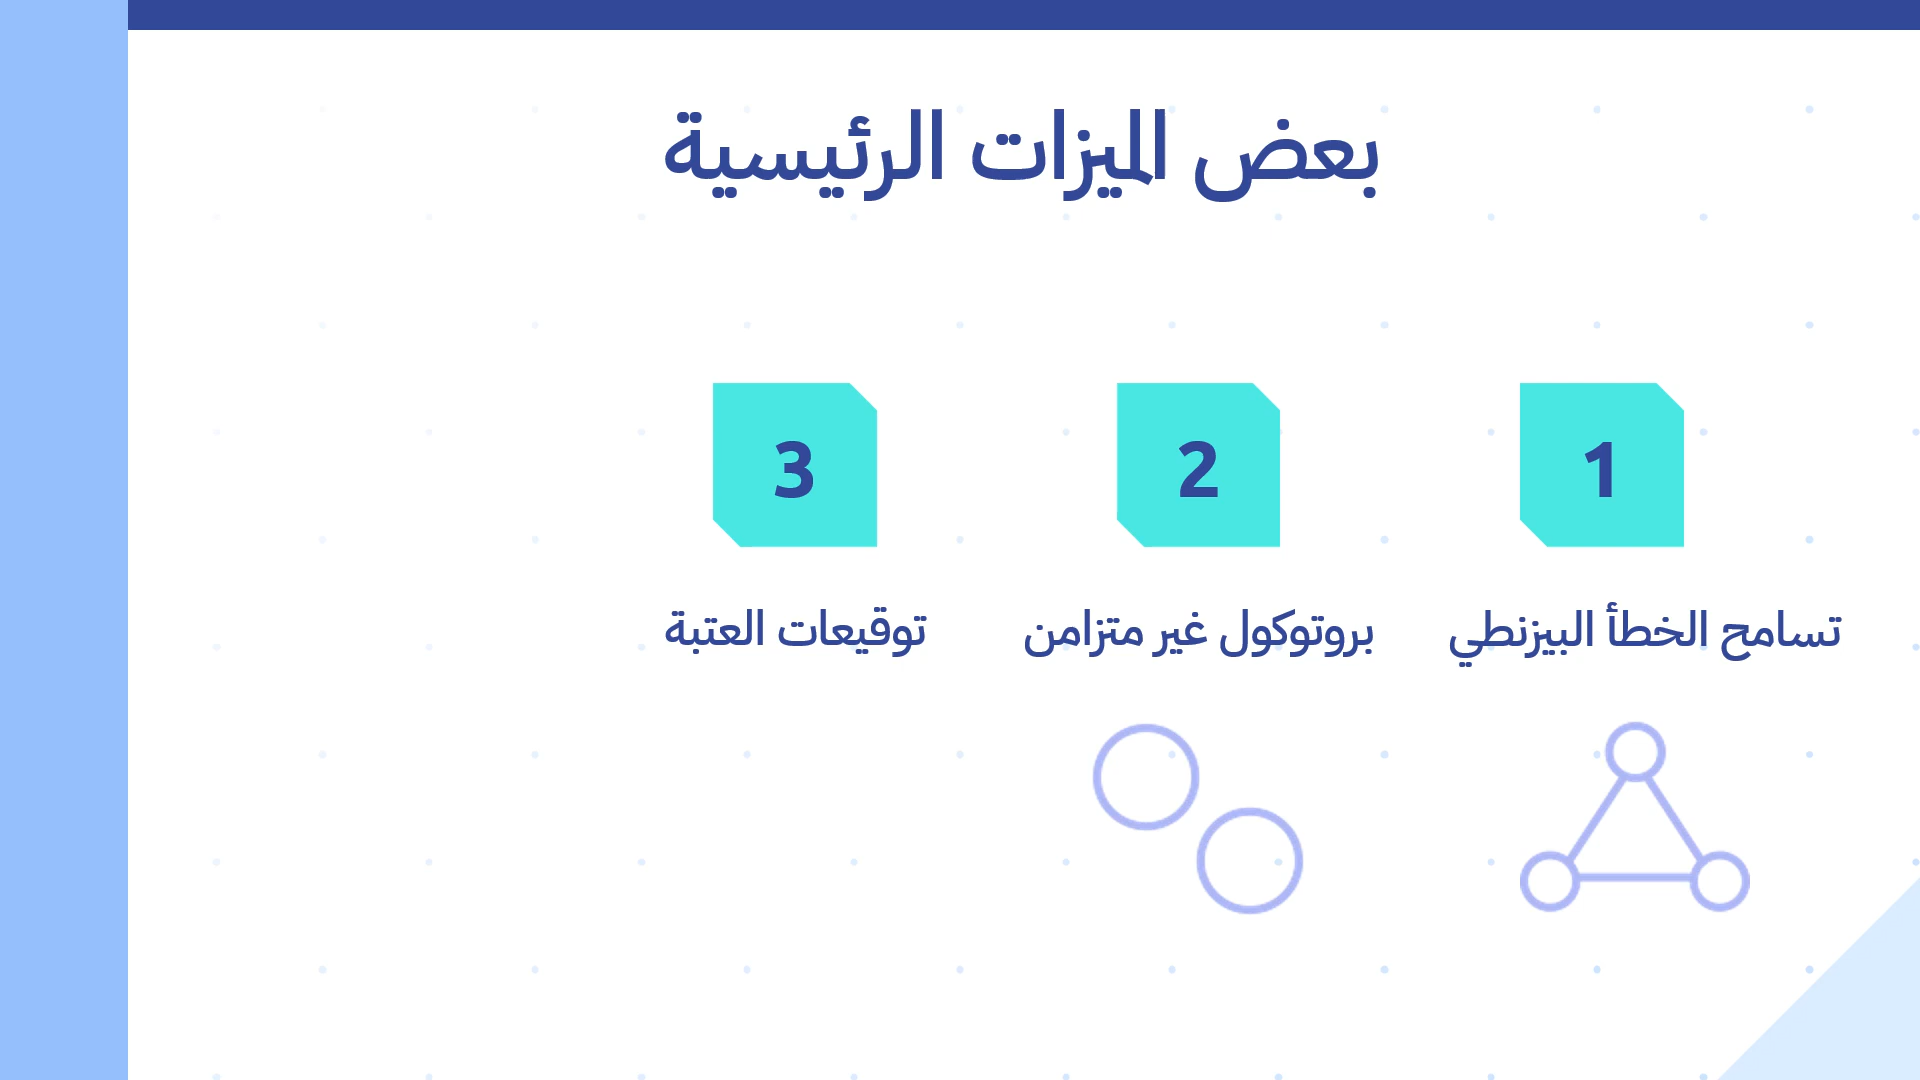 بعض الميزات الرئيسية
1
2
3
تسامح الخطأ البيزنطي
بروتوكول غير متزامن
توقيعات العتبة